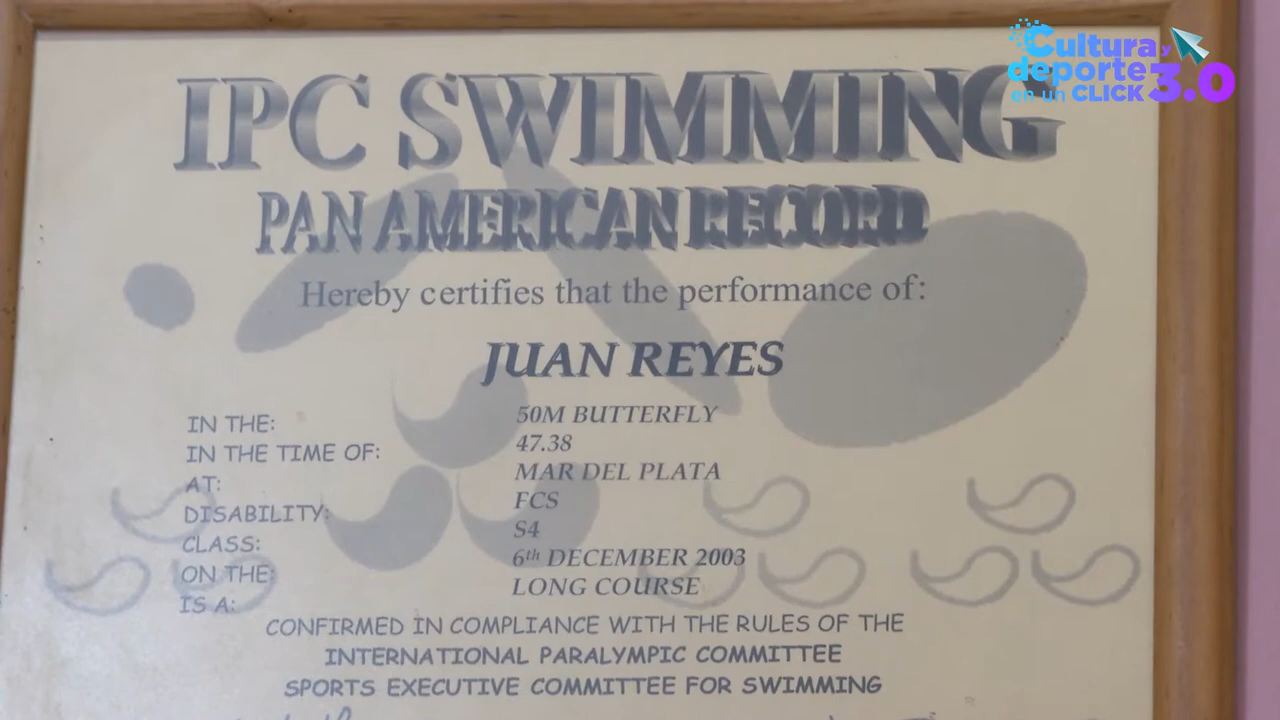 Cultura y
deporte 3.0
en un CLICK
IPC SWIMMING
PAN AMERICAN RECORD
Hereby certifies that the performance of:
JUAN REYES
IN THE: 50M BUTTERFLY
IN THE TIME OF: 47.38
AT: MAR DEL PLATA
DISABILITY: FCS
CLASS: S4
ON THE: 6th DECEMBER 2003
IS A: LONG COURSE
CONFIRMED IN COMPLIANCE WITH THE RULES OF THE
INTERNATIONAL PARALYMPIC COMMITTEE
SPORTS EXECUTIVE COMMITTEE FOR SWIMMING